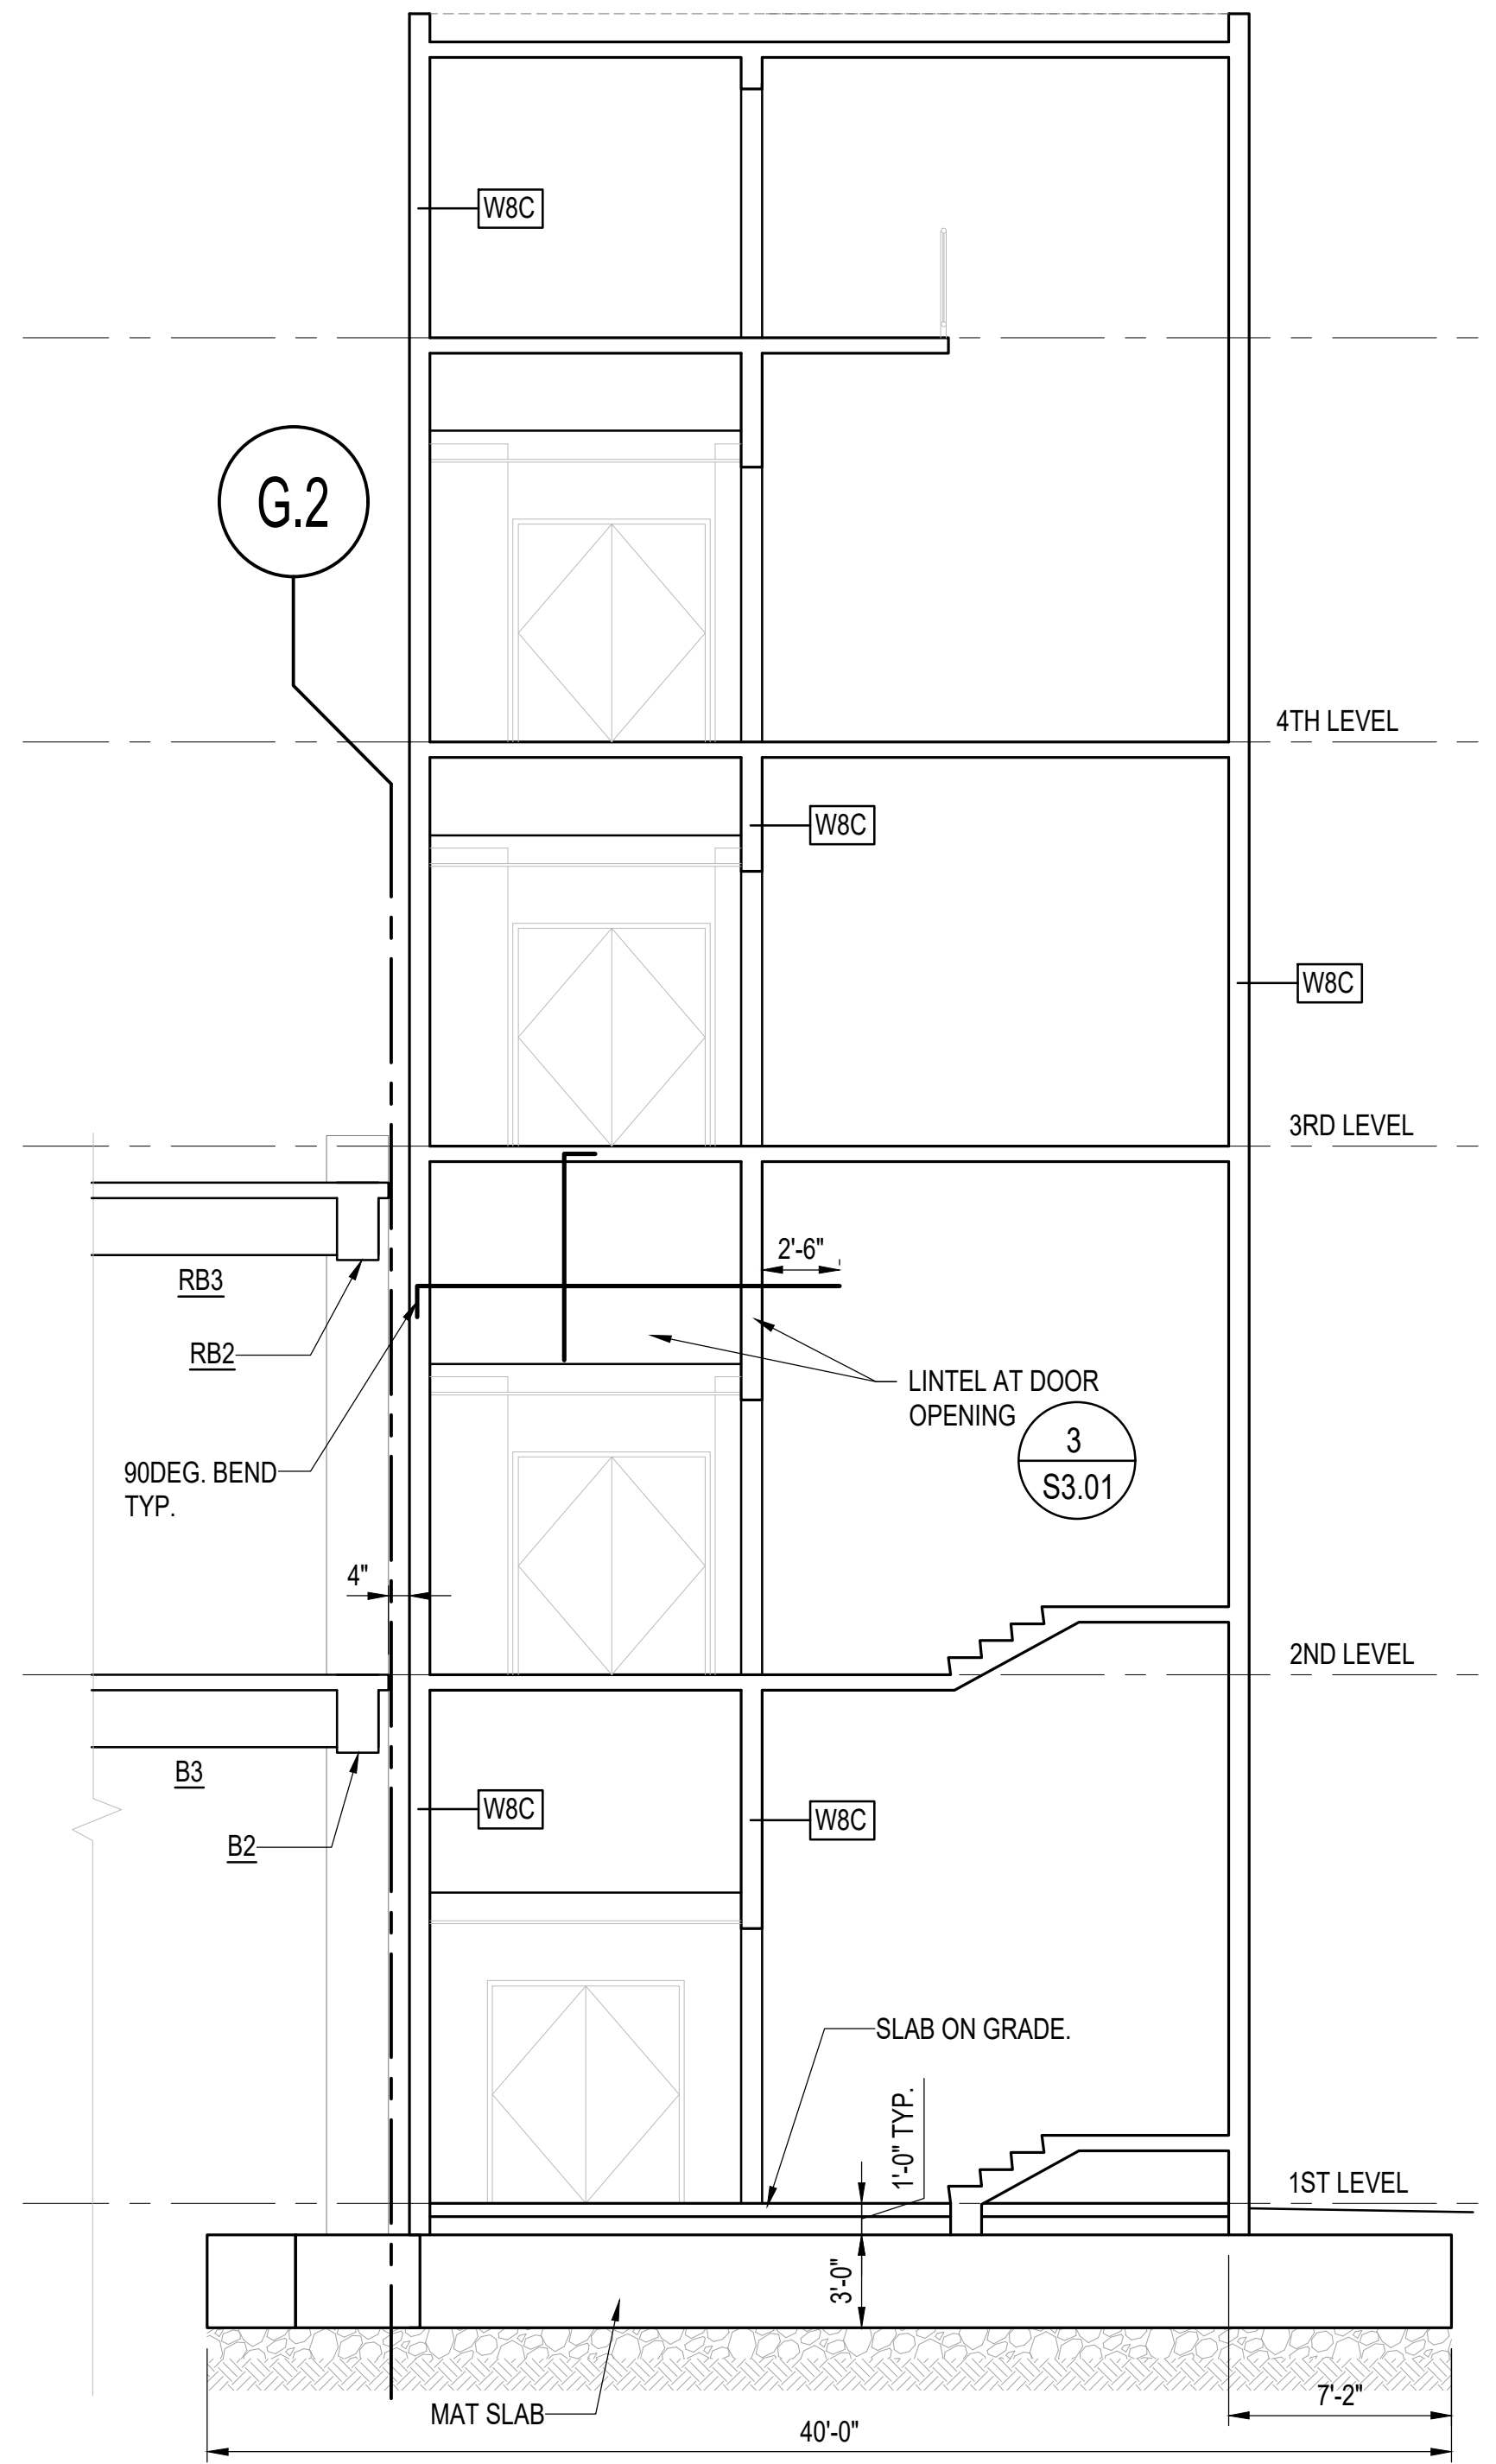 W8C
G.2
4TH LEVEL
W8C
W8C
3RD LEVEL
2'-6"
RB3
RB2
LINTEL AT DOOR
OPENING
3
S3.01
90DEG. BEND
TYP.
4"
2ND LEVEL
B3
W8C
W8C
B2
SLAB ON GRADE.
1'-0" TYP.
1ST LEVEL
3'-0"
7'-2"
MAT SLAB
40'-0"